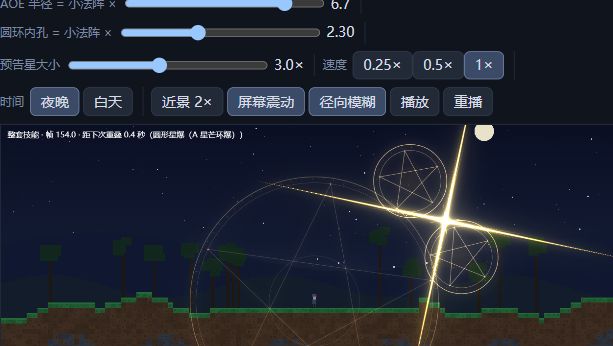 AOE 半径 = 小法阵 × 6.7
圆环内孔 = 小法阵 × 2.30
预告星大小 3.0× 速度 0.25× 0.5× 1×
时间 夜晚 白天 近景 2× 屏幕震动 径向模糊 播放 重播
整套技能 · 帧 154.0 · 距下次重叠 0.4 秒（圆形星爆（A 星芒环爆））